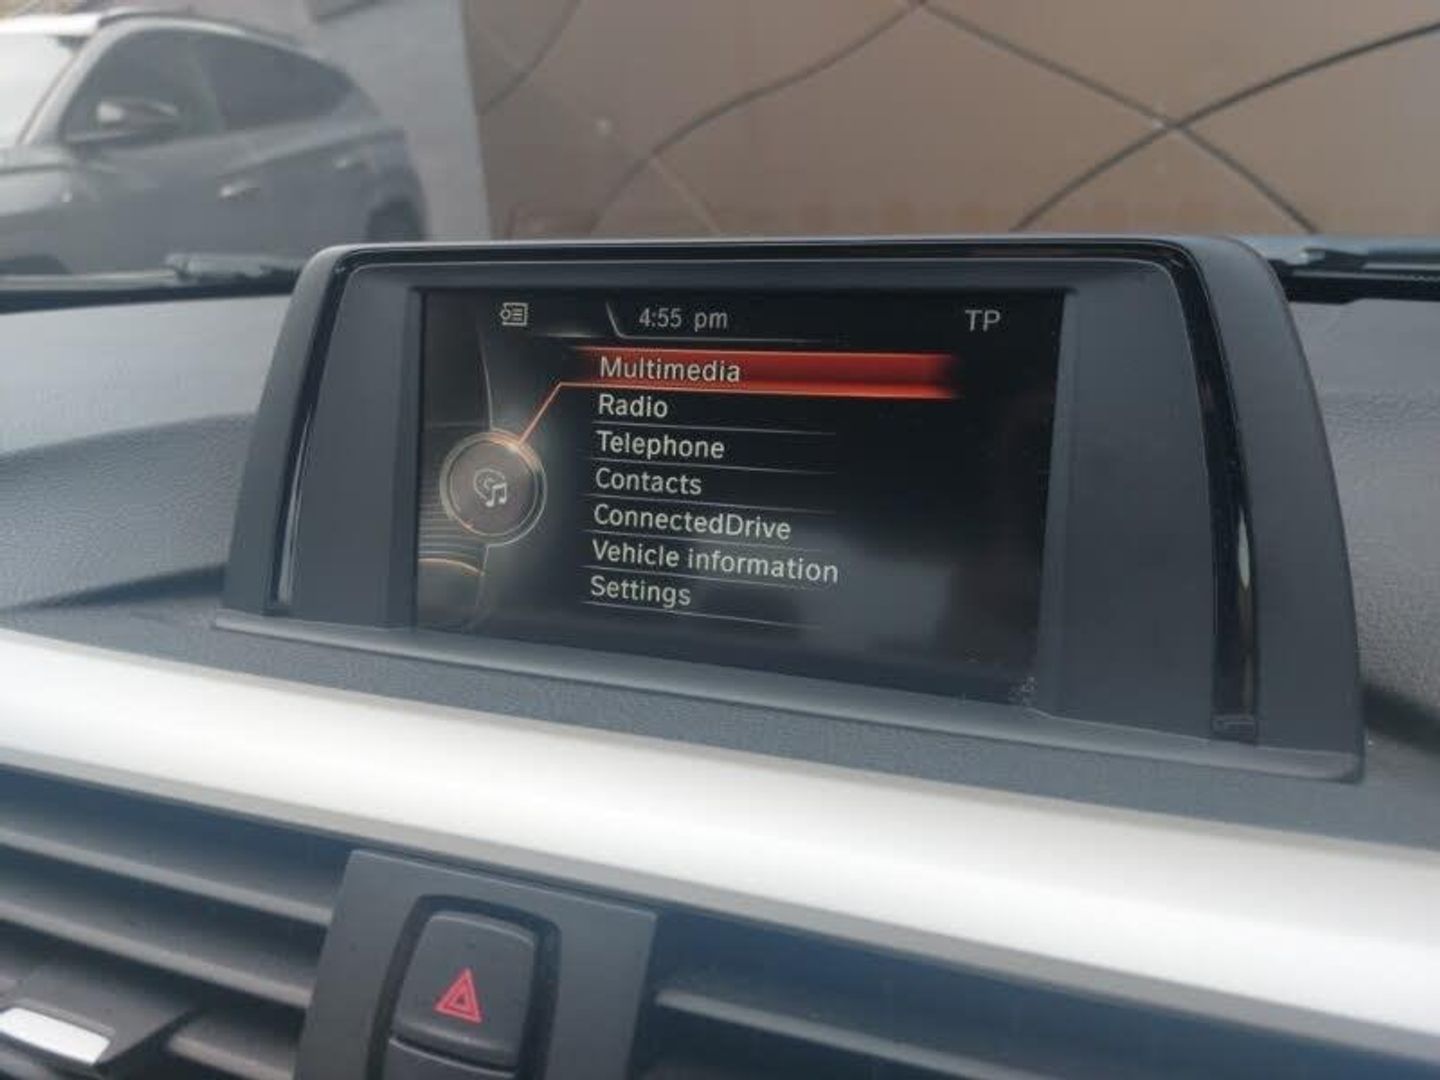 4:55 pm TP
Multimedia
Radio
Telephone
Contacts
ConnectedDrive
Vehicle information
Settings